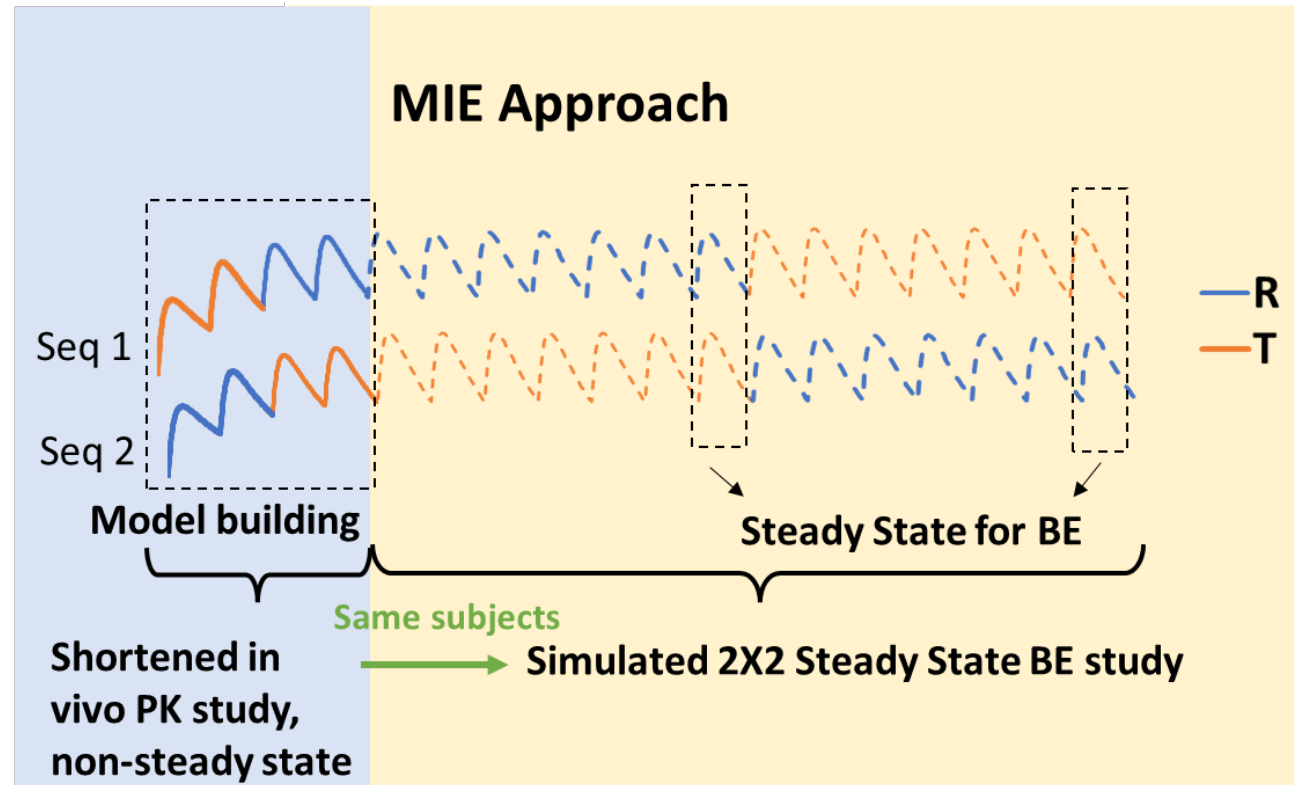 MIE Approach
R
T
Seq 1
Seq 2
Model building
Steady State for BE
Same subjects
Shortened in
vivo PK study,
non-steady state
Simulated 2X2 Steady State BE study